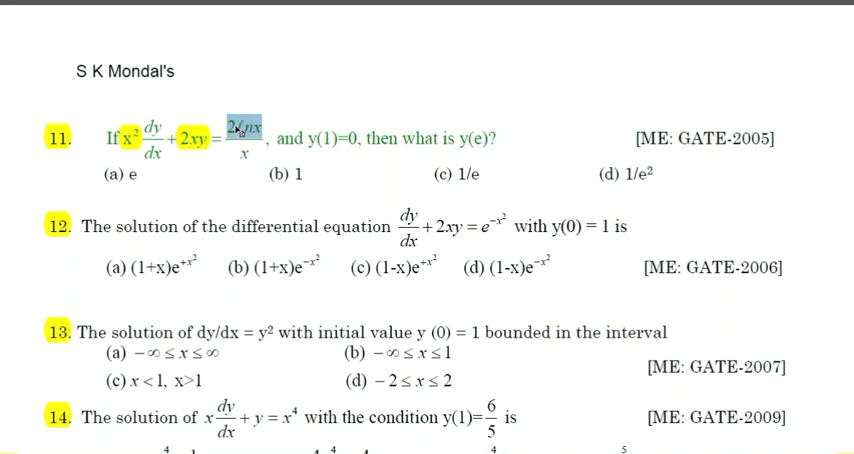 S K Mondal's
11. If x² dy/dx + 2xy = 2ℓnx/x, and y(1)=0, then what is y(e)? [ME: GATE-2005]
(a) e (b) 1 (c) 1/e (d) 1/e²
12. The solution of the differential equation dy/dx + 2xy = e^(-x²) with y(0) = 1 is
(a) (1+x)e^(+x²) (b) (1+x)e^(-x²) (c) (1-x)e^(+x²) (d) (1-x)e^(-x²) [ME: GATE-2006]
13. The solution of dy/dx = y² with initial value y (0) = 1 bounded in the interval
(a) −∞ ≤ x ≤ ∞ (b) −∞ ≤ x ≤ 1
[ME: GATE-2007]
(c) x < 1, x>1 (d) −2 ≤ x ≤ 2
14. The solution of x dy/dx + y = x⁴ with the condition y(1)=6/5 is [ME: GATE-2009]